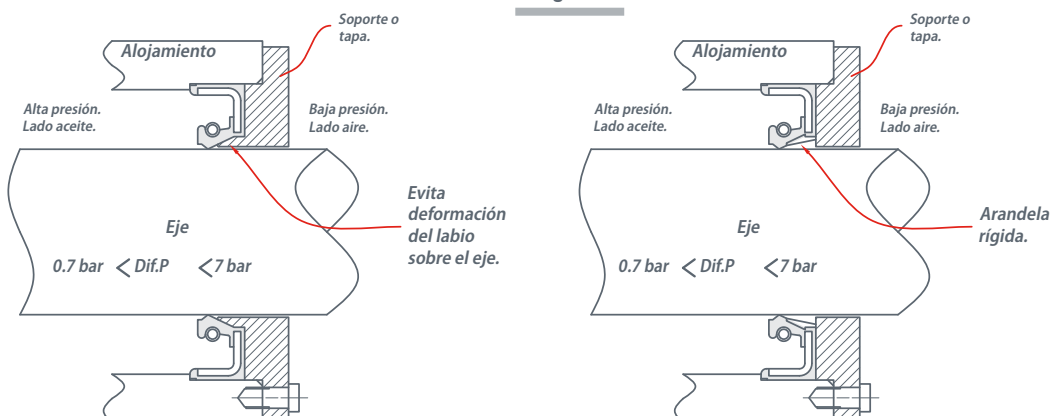 Soporte o
tapa.
Alojamiento
Alta presión.
Lado aceite.
Baja presión.
Lado aire.
Evita
deformación
del labio
sobre el eje.
Eje
0.7 bar < Dif.P < 7 bar
Soporte o
tapa.
Alojamiento
Alta presión.
Lado aceite.
Baja presión.
Lado aire.
Arandela
rígida.
Eje
0.7 bar < Dif.P < 7 bar